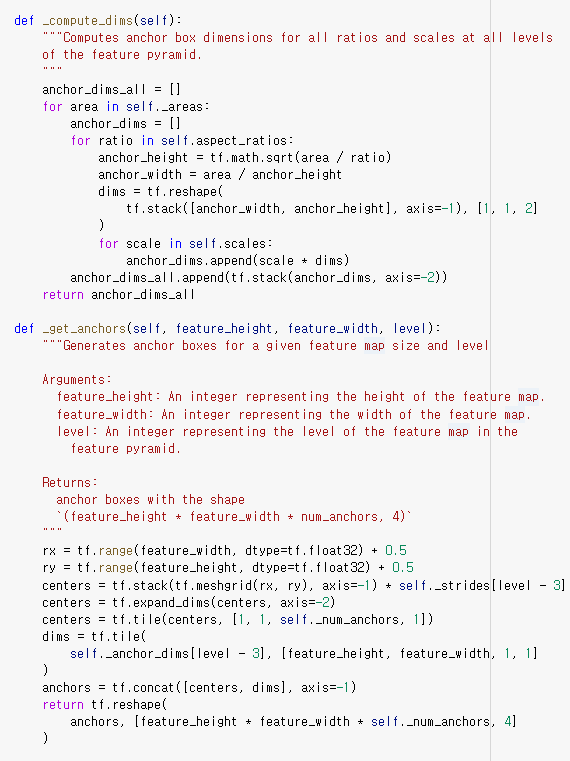 def _compute_dims(self):
    """Computes anchor box dimensions for all ratios and scales at all levels
    of the feature pyramid.
    """
    anchor_dims_all = []
    for area in self._areas:
        anchor_dims = []
        for ratio in self.aspect_ratios:
            anchor_height = tf.math.sqrt(area / ratio)
            anchor_width = area / anchor_height
            dims = tf.reshape(
                tf.stack([anchor_width, anchor_height], axis=-1), [1, 1, 2]
            )
            for scale in self.scales:
                anchor_dims.append(scale * dims)
        anchor_dims_all.append(tf.stack(anchor_dims, axis=-2))
    return anchor_dims_all

def _get_anchors(self, feature_height, feature_width, level):
    """Generates anchor boxes for a given feature map size and level

    Arguments:
      feature_height: An integer representing the height of the feature map.
      feature_width: An integer representing the width of the feature map.
      level: An integer representing the level of the feature map in the
        feature pyramid.

    Returns:
      anchor boxes with the shape
      `(feature_height * feature_width * num_anchors, 4)`
    """
    rx = tf.range(feature_width, dtype=tf.float32) + 0.5
    ry = tf.range(feature_height, dtype=tf.float32) + 0.5
    centers = tf.stack(tf.meshgrid(rx, ry), axis=-1) * self._strides[level - 3]
    centers = tf.expand_dims(centers, axis=-2)
    centers = tf.tile(centers, [1, 1, self._num_anchors, 1])
    dims = tf.tile(
        self._anchor_dims[level - 3], [feature_height, feature_width, 1, 1]
    )
    anchors = tf.concat([centers, dims], axis=-1)
    return tf.reshape(
        anchors, [feature_height * feature_width * self._num_anchors, 4]
    )